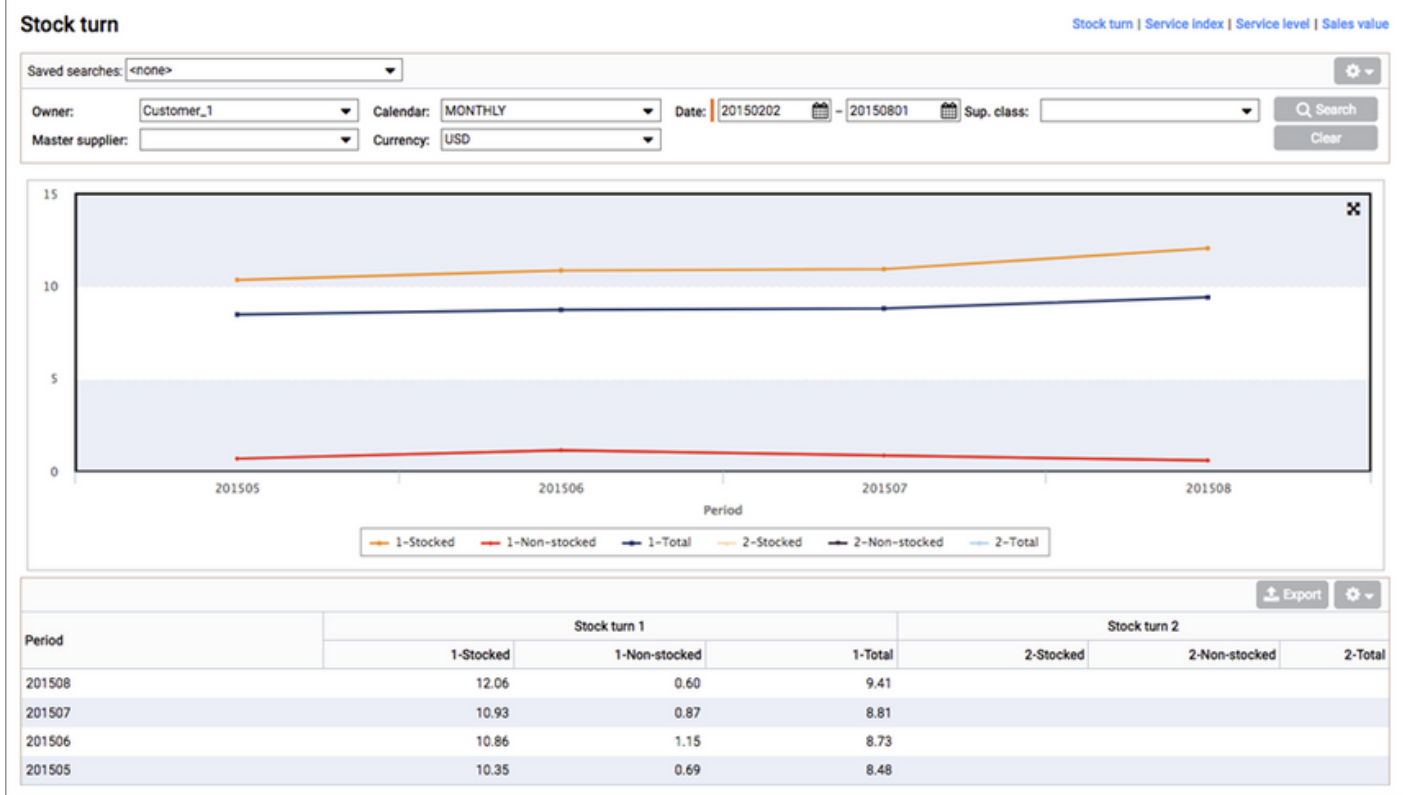 Stock turn
Stock turn | Service index | Service level | Sales value
Saved searches: <none>
Owner: Customer_1 Calendar: MONTHLY Date: 20150202 - 20150801 Sup. class: Search
Master supplier: Currency: USD Clear
15
10
5
0
201505 201506 201507 201508
Period
1-Stocked 1-Non-stocked 1-Total 2-Stocked 2-Non-stocked 2-Total
Export
Period Stock turn 1 Stock turn 2
1-Stocked 1-Non-stocked 1-Total 2-Stocked 2-Non-stocked 2-Total
201508 12.06 0.60 9.41
201507 10.93 0.87 8.81
201506 10.86 1.15 8.73
201505 10.35 0.69 8.48